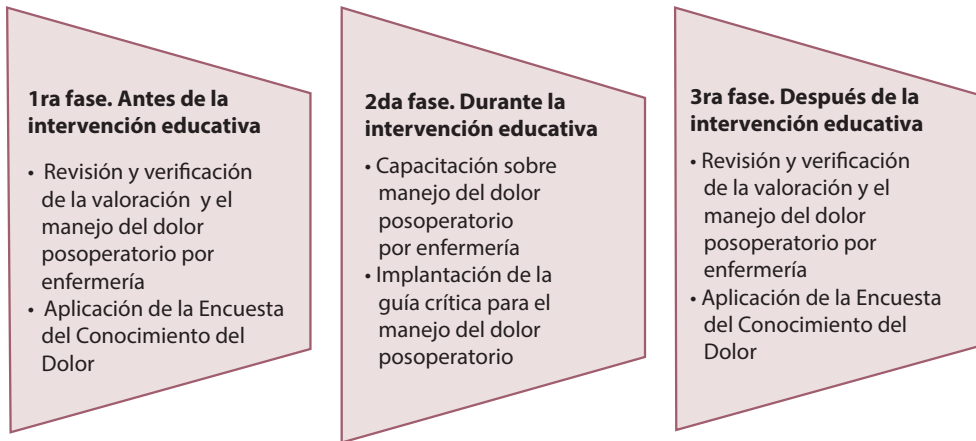 1ra fase. Antes de la
intervención educativa
• Revisión y verificación
de la valoración y el
manejo del dolor
posoperatorio por
enfermería
• Aplicación de la Encuesta
del Conocimiento del
Dolor
2da fase. Durante la
intervención educativa
• Capacitación sobre
manejo del dolor
posoperatorio
por enfermería
• Implantación de la
guía crítica para el
manejo del dolor
posoperatorio
3ra fase. Después de la
intervención educativa
• Revisión y verificación
de la valoración y el
manejo del dolor
posoperatorio por
enfermería
• Aplicación de la Encuesta
del Conocimiento del
Dolor